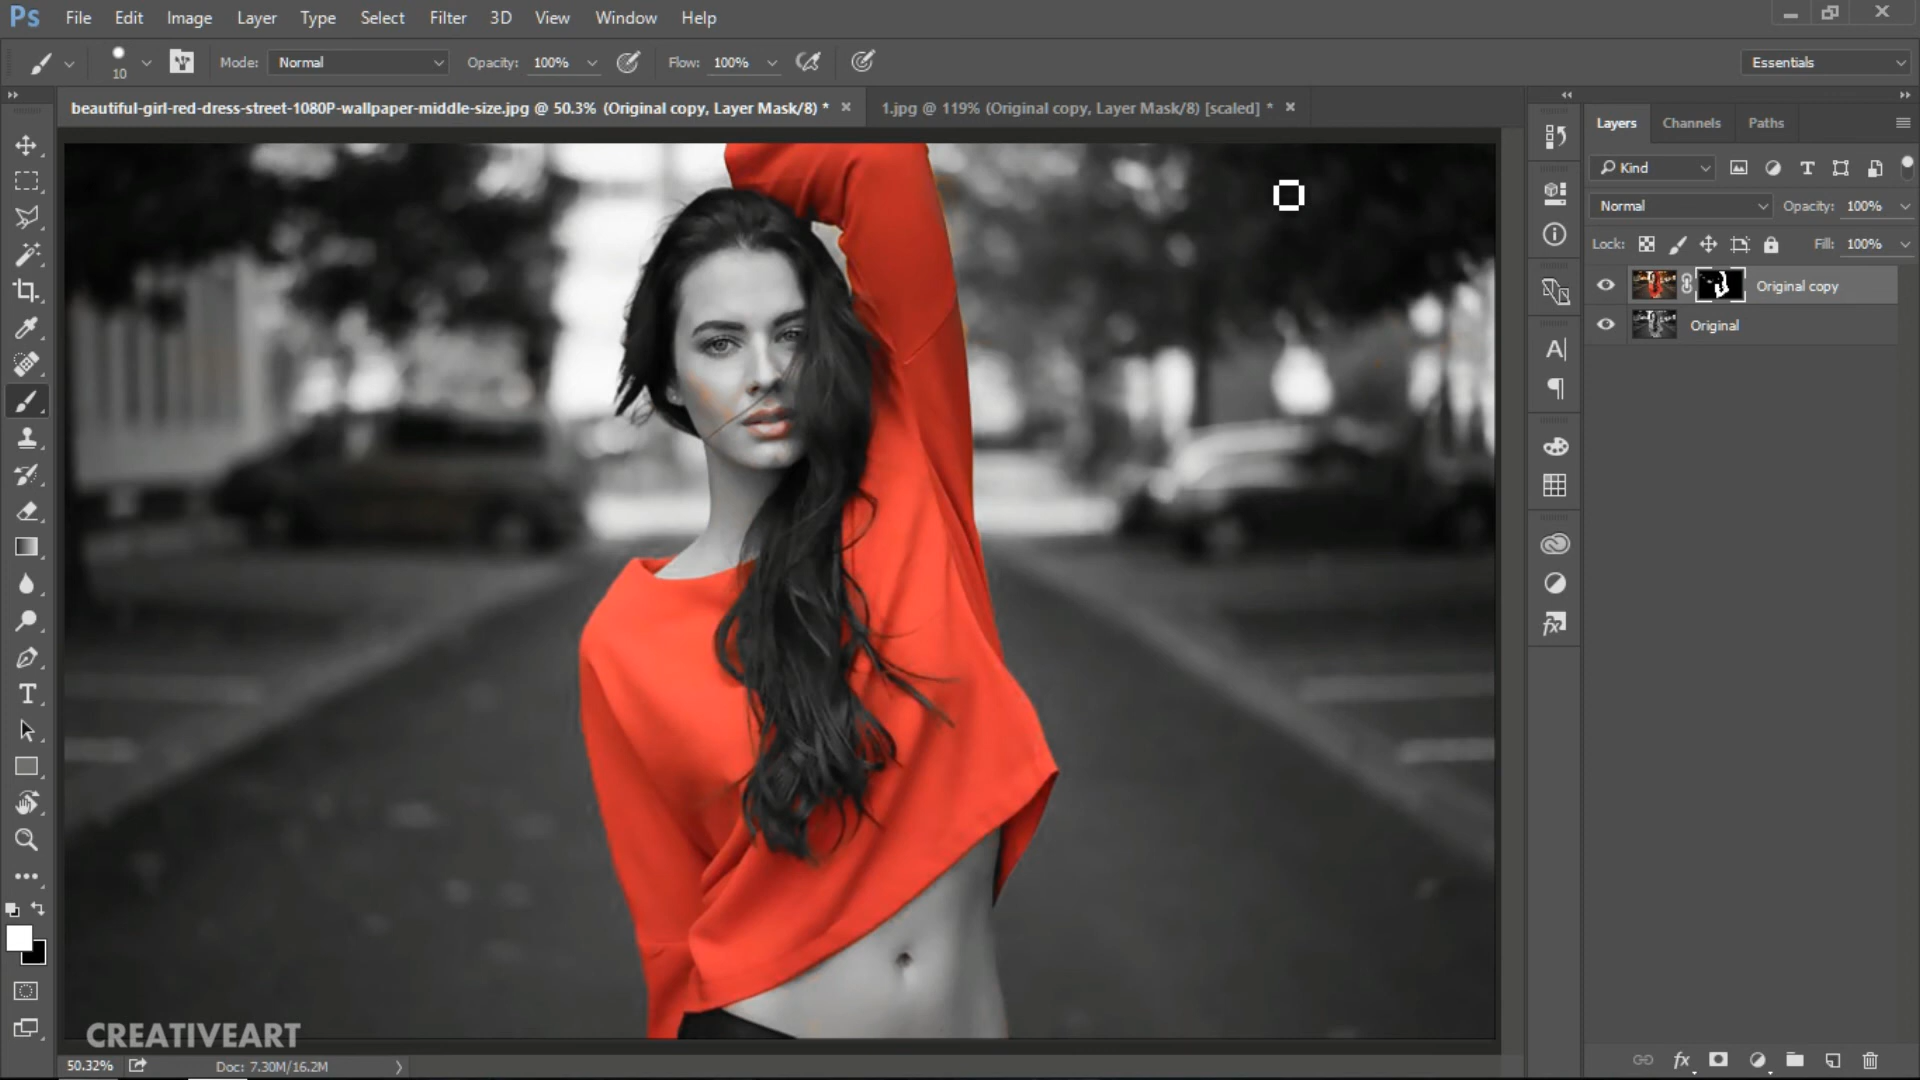 Ps File Edit Image Layer Type Select Filter 3D View Window Help
10 Mode: Normal Opacity: 100% Flow: 100% Essentials
beautiful-girl-red-dress-street-1080P-wallpaper-middle-size.jpg @ 50.3% (Original copy, Layer Mask/8) * 1.jpg @ 119% (Original copy, Layer Mask/8) [scaled] *
Layers Channels Paths
Kind
Normal Opacity: 100%
Lock: Fill: 100%
Original copy
Original
CREATIVEART
50.32% Doc: 7.30M/16.2M